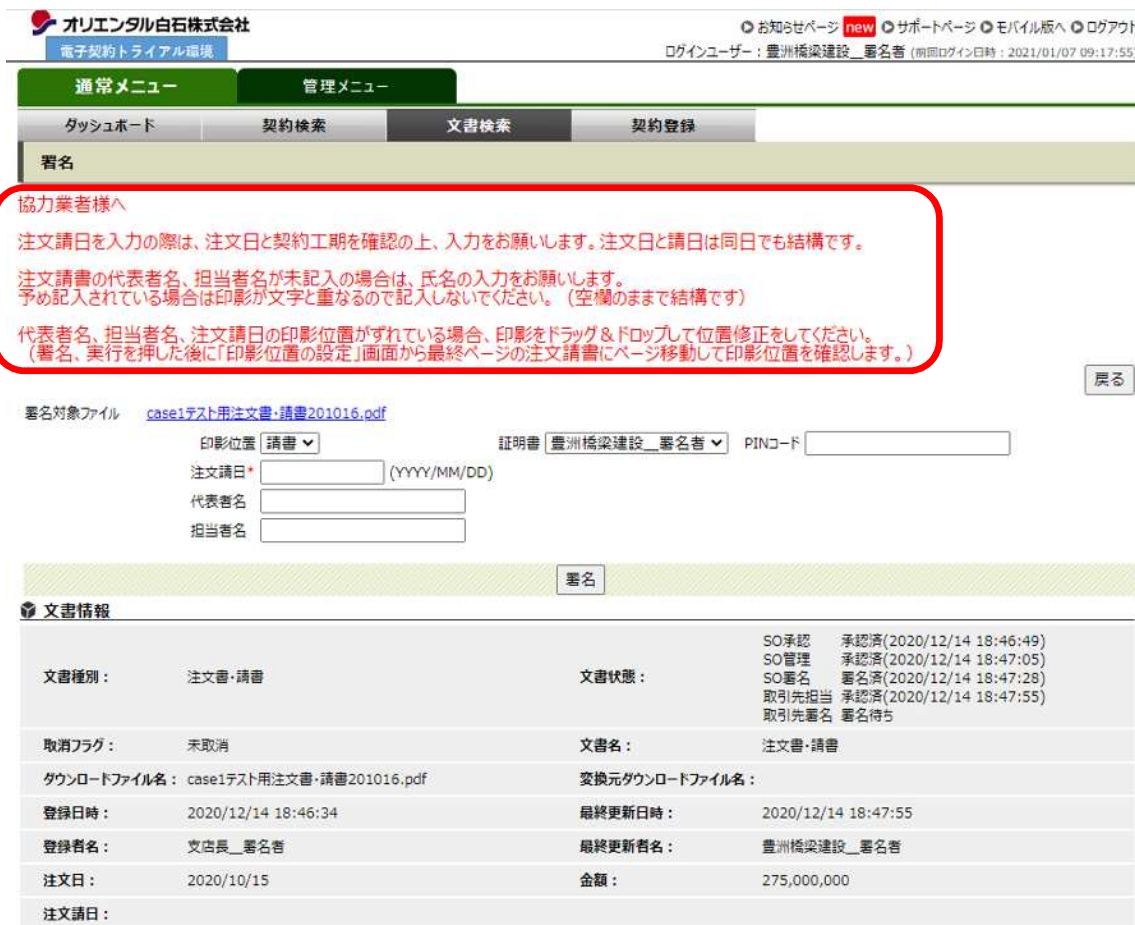 オリエンタル白石株式会社
お知らせページ new サポートページ モバイル版へ ログアウト
電子契約トライアル環境
ログインユーザー：豊洲橋梁建設__署名者 (前回ログイン日時：2021/01/07 09:17:55)
通常メニュー 管理メニュー
ダッシュボード 契約検索 文書検索 契約登録
署名
協力業者様へ
注文請日を入力の際は、注文日と契約工期を確認の上、入力をお願いします。注文日と請日は同日でも結構です。
注文請書の代表者名、担当者名が未記入の場合は、氏名の入力をお願いします。
予め記入されている場合は印影が文字と重なるので記入しないでください。（空欄のままで結構です）
代表者名、担当者名、注文請日の印影位置がずれている場合、印影をドラッグ＆ドロップして位置修正をしてください。
（署名、実行を押した後に「印影位置の設定」画面から最終ページの注文請書にページ移動して印影位置を確認します。）
戻る
署名対象ファイル case1テスト用注文書・請書201016.pdf
印影位置 請書 証明書 豊洲橋梁建設__署名者 PINコード
注文請日* (YYYY/MM/DD)
代表者名
担当者名
署名
文書情報
文書種別： 注文書・請書 文書状態：
SO承認 承認済(2020/12/14 18:46:49)
SO管理 承認済(2020/12/14 18:47:05)
SO署名 署名済(2020/12/14 18:47:28)
取引先担当 承認済(2020/12/14 18:47:55)
取引先署名 署名待ち
取消フラグ： 未取消 文書名： 注文書・請書
ダウンロードファイル名： case1テスト用注文書・請書201016.pdf 変換元ダウンロードファイル名：
登録日時： 2020/12/14 18:46:34 最終更新日時： 2020/12/14 18:47:55
登録者名： 支店長__署名者 最終更新者名： 豊洲橋梁建設__署名者
注文日： 2020/10/15 金額： 275,000,000
注文請日：